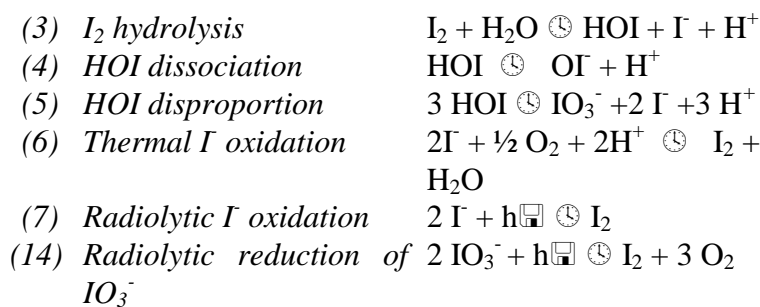 (3) I₂ hydrolysis I₂ + H₂O 🕓 HOI + I⁻ + H⁺
(4) HOI dissociation HOI 🕓 OI⁻ + H⁺
(5) HOI disproportion 3 HOI 🕓 IO₃⁻ +2 I⁻ +3 H⁺
(6) Thermal I⁻ oxidation 2I⁻ + ½ O₂ + 2H⁺ 🕓 I₂ +
H₂O
(7) Radiolytic I⁻ oxidation 2 I⁻ + h🖫 🕓 I₂
(14) Radiolytic reduction of 2 IO₃⁻ + h🖫 🕓 I₂ + 3 O₂
IO₃⁻